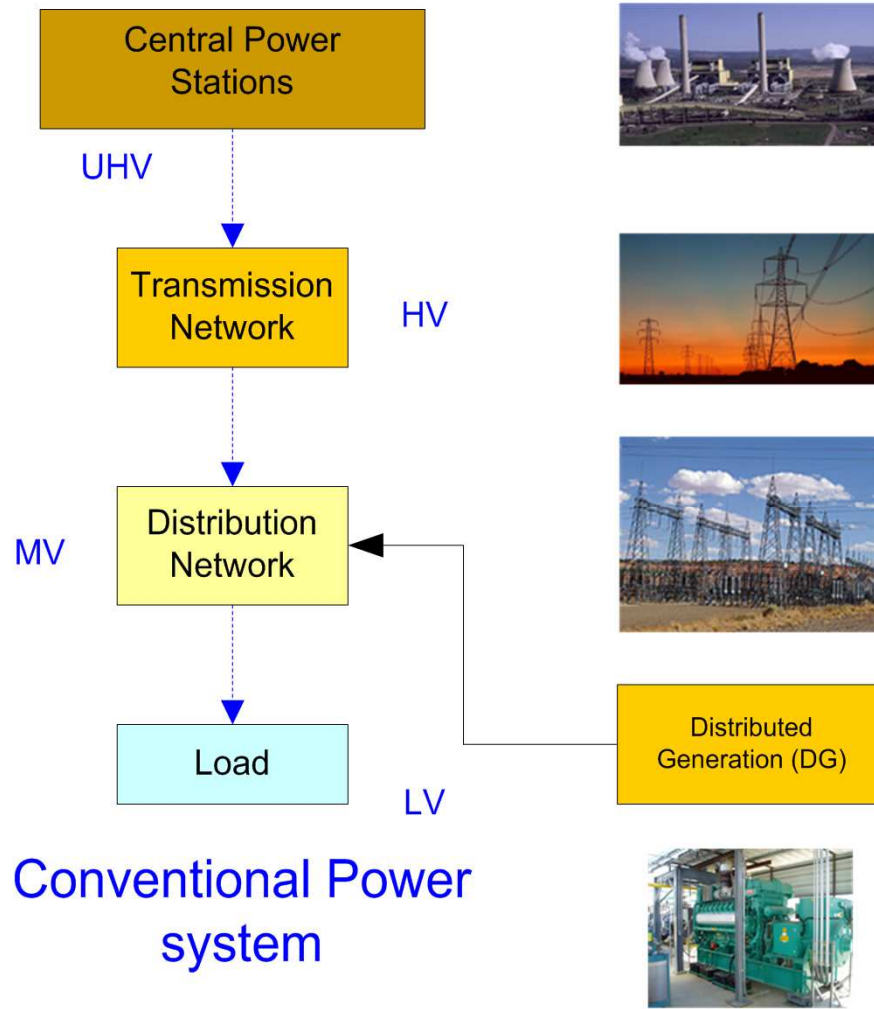 Central Power
Stations
UHV
Transmission
Network
HV
Distribution
Network
MV
Distributed
Generation (DG)
Load
LV
Conventional Power
system